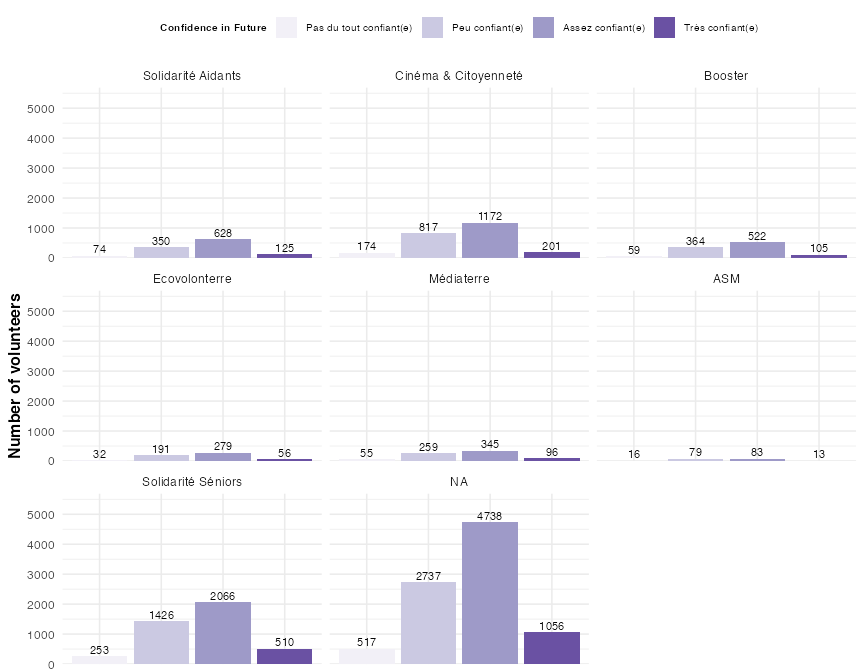 Confidence in Future Pas du tout confiant(e) Peu confiant(e) Assez confiant(e) Très confiant(e)
Solidarité Aidants Cinéma & Citoyenneté Booster
5000
4000
3000
2000
1000
0
74 350 628 125
174 817 1172 201
59 364 522 105
Ecovolonterre Médiaterre ASM
Number of volunteers
5000
4000
3000
2000
1000
0
32 191 279 56
55 259 345 96
16 79 83 13
Solidarité Séniors NA
5000
4000
3000
2000
1000
0
253 1426 2066 510
517 2737 4738 1056